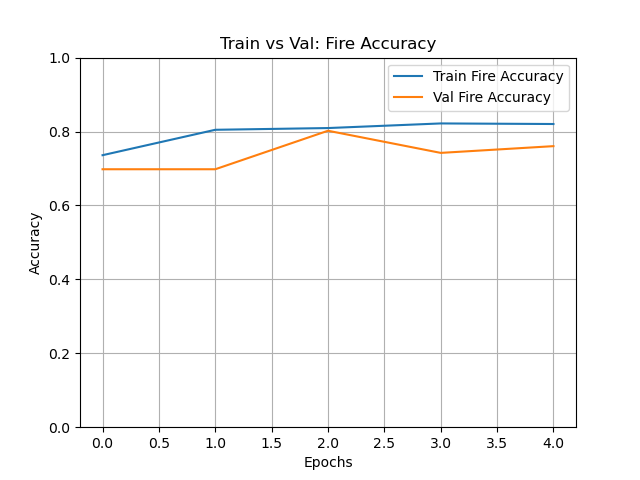 Train vs Val: Fire Accuracy
1.0
0.8
0.6
0.4
0.2
0.0
Accuracy
Train Fire Accuracy
Val Fire Accuracy
0.0 0.5 1.0 1.5 2.0 2.5 3.0 3.5 4.0
Epochs